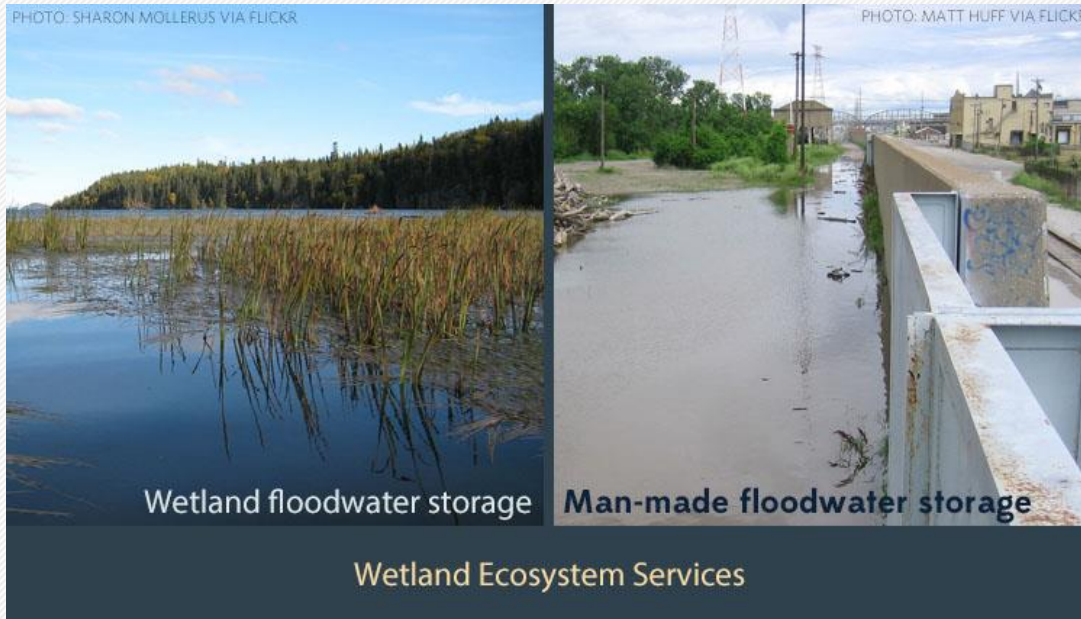 PHOTO: SHARON MOLLERUS VIA FLICKR
PHOTO: MATT HUFF VIA FLICKR
Wetland floodwater storage
Man-made floodwater storage
Wetland Ecosystem Services